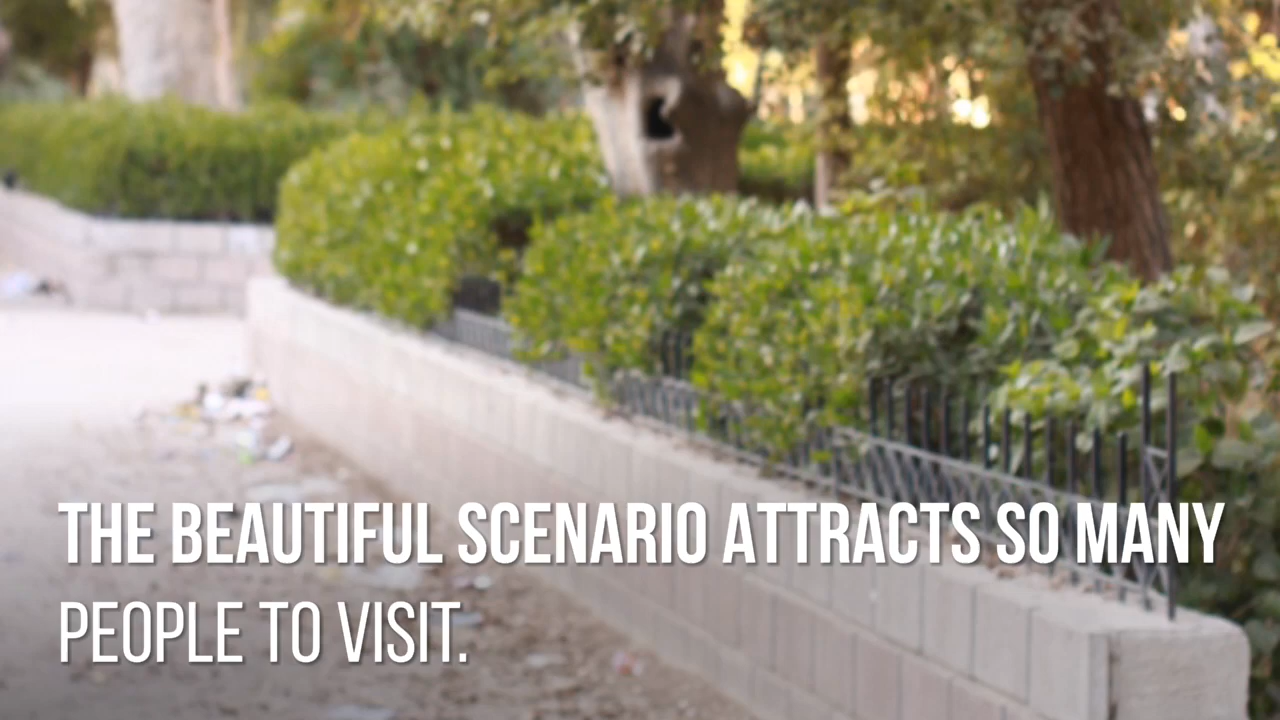 THE BEAUTIFUL SCENARIO ATTRACTS SO MANY
PEOPLE TO VISIT.